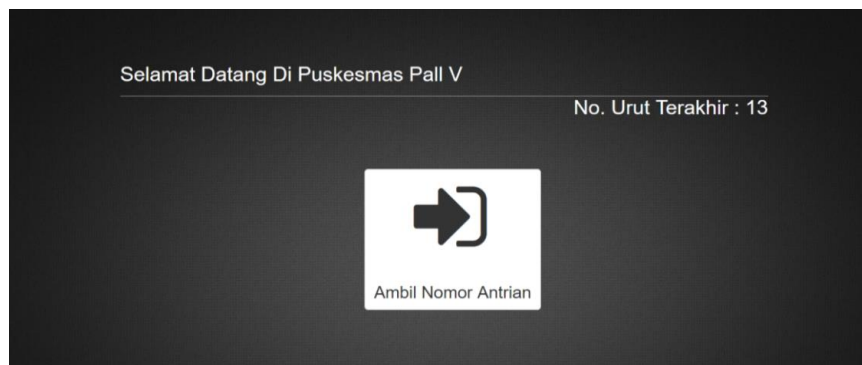 Selamat Datang Di Puskesmas Pall V
No. Urut Terakhir : 13
Ambil Nomor Antrian